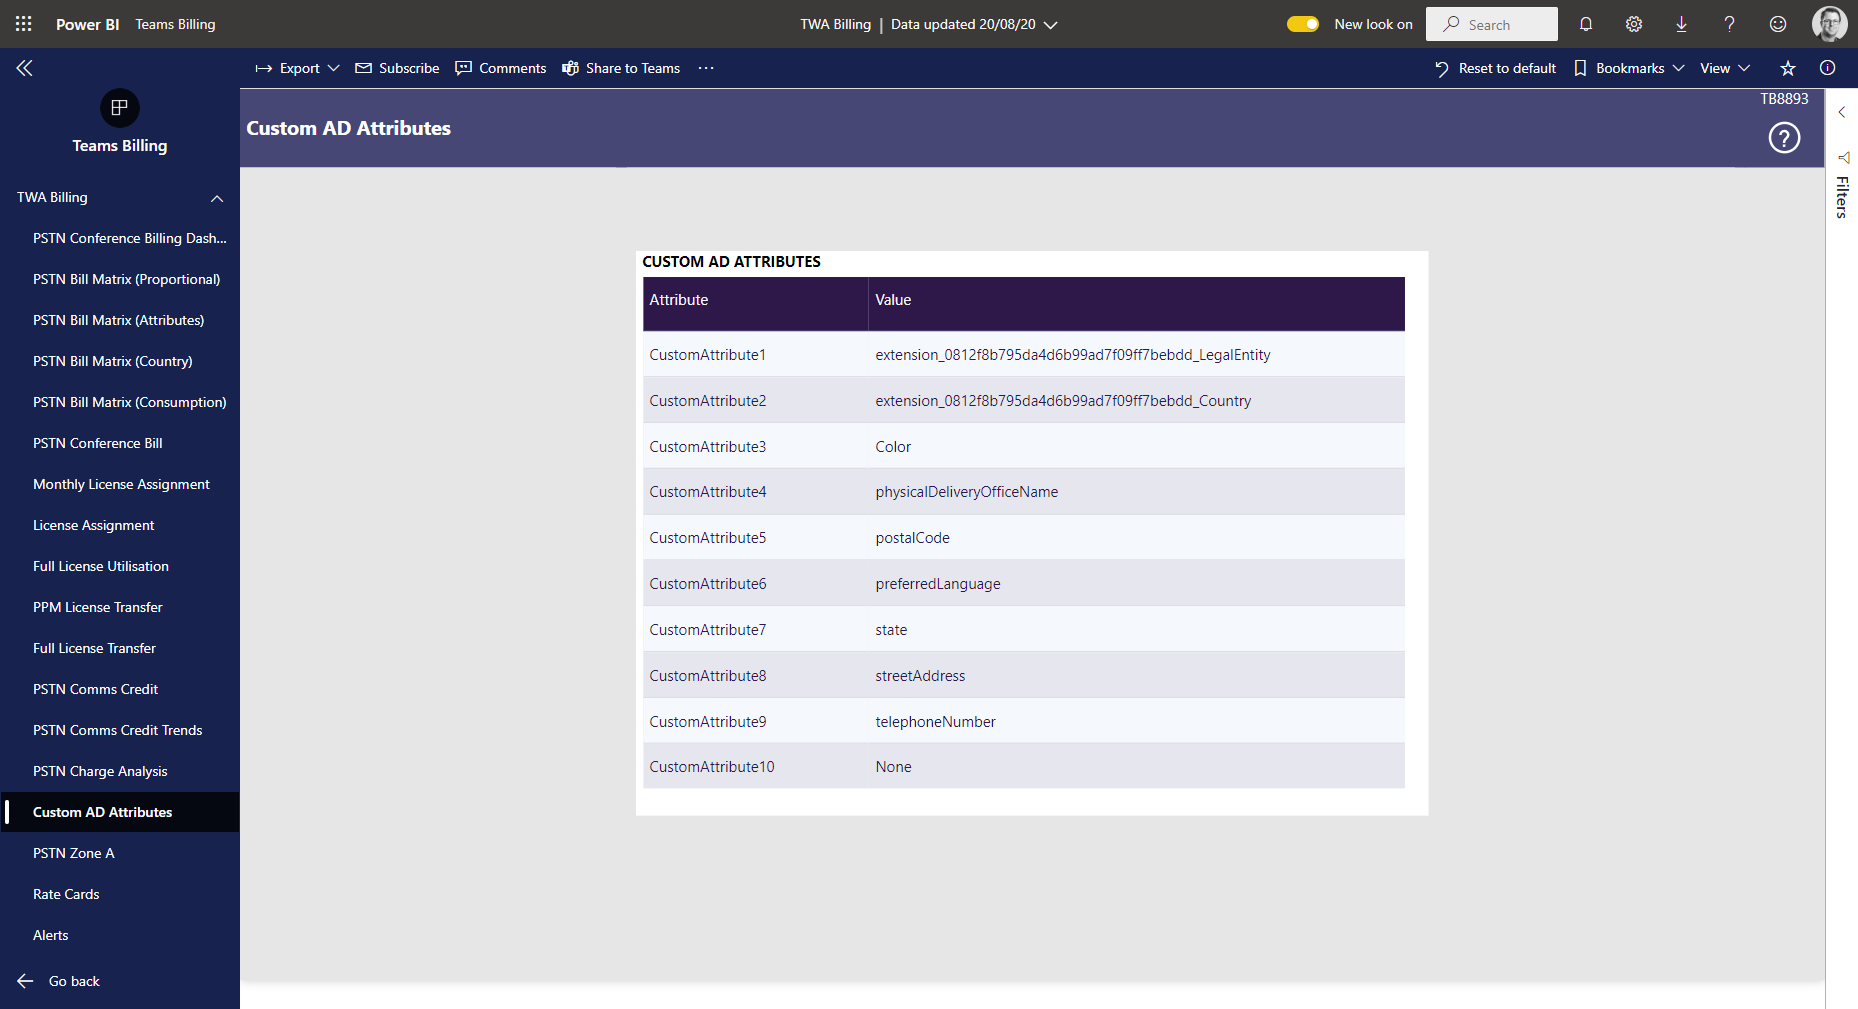 Power BI Teams Billing TWA Billing | Data updated 20/08/20 New look on Search
Export Subscribe Comments Share to Teams ... Reset to default Bookmarks View
Teams Billing
TWA Billing
PSTN Conference Billing Dash...
PSTN Bill Matrix (Proportional)
PSTN Bill Matrix (Attributes)
PSTN Bill Matrix (Country)
PSTN Bill Matrix (Consumption)
PSTN Conference Bill
Monthly License Assignment
License Assignment
Full License Utilisation
PPM License Transfer
Full License Transfer
PSTN Comms Credit
PSTN Comms Credit Trends
PSTN Charge Analysis
Custom AD Attributes
PSTN Zone A
Rate Cards
Alerts
Go back
TB8893
Custom AD Attributes
?
CUSTOM AD ATTRIBUTES
Attribute Value
CustomAttribute1 extension_0812f8b795da4d6b99ad7f09ff7bebdd_LegalEntity
CustomAttribute2 extension_0812f8b795da4d6b99ad7f09ff7bebdd_Country
CustomAttribute3 Color
CustomAttribute4 physicalDeliveryOfficeName
CustomAttribute5 postalCode
CustomAttribute6 preferredLanguage
CustomAttribute7 state
CustomAttribute8 streetAddress
CustomAttribute9 telephoneNumber
CustomAttribute10 None
Filters